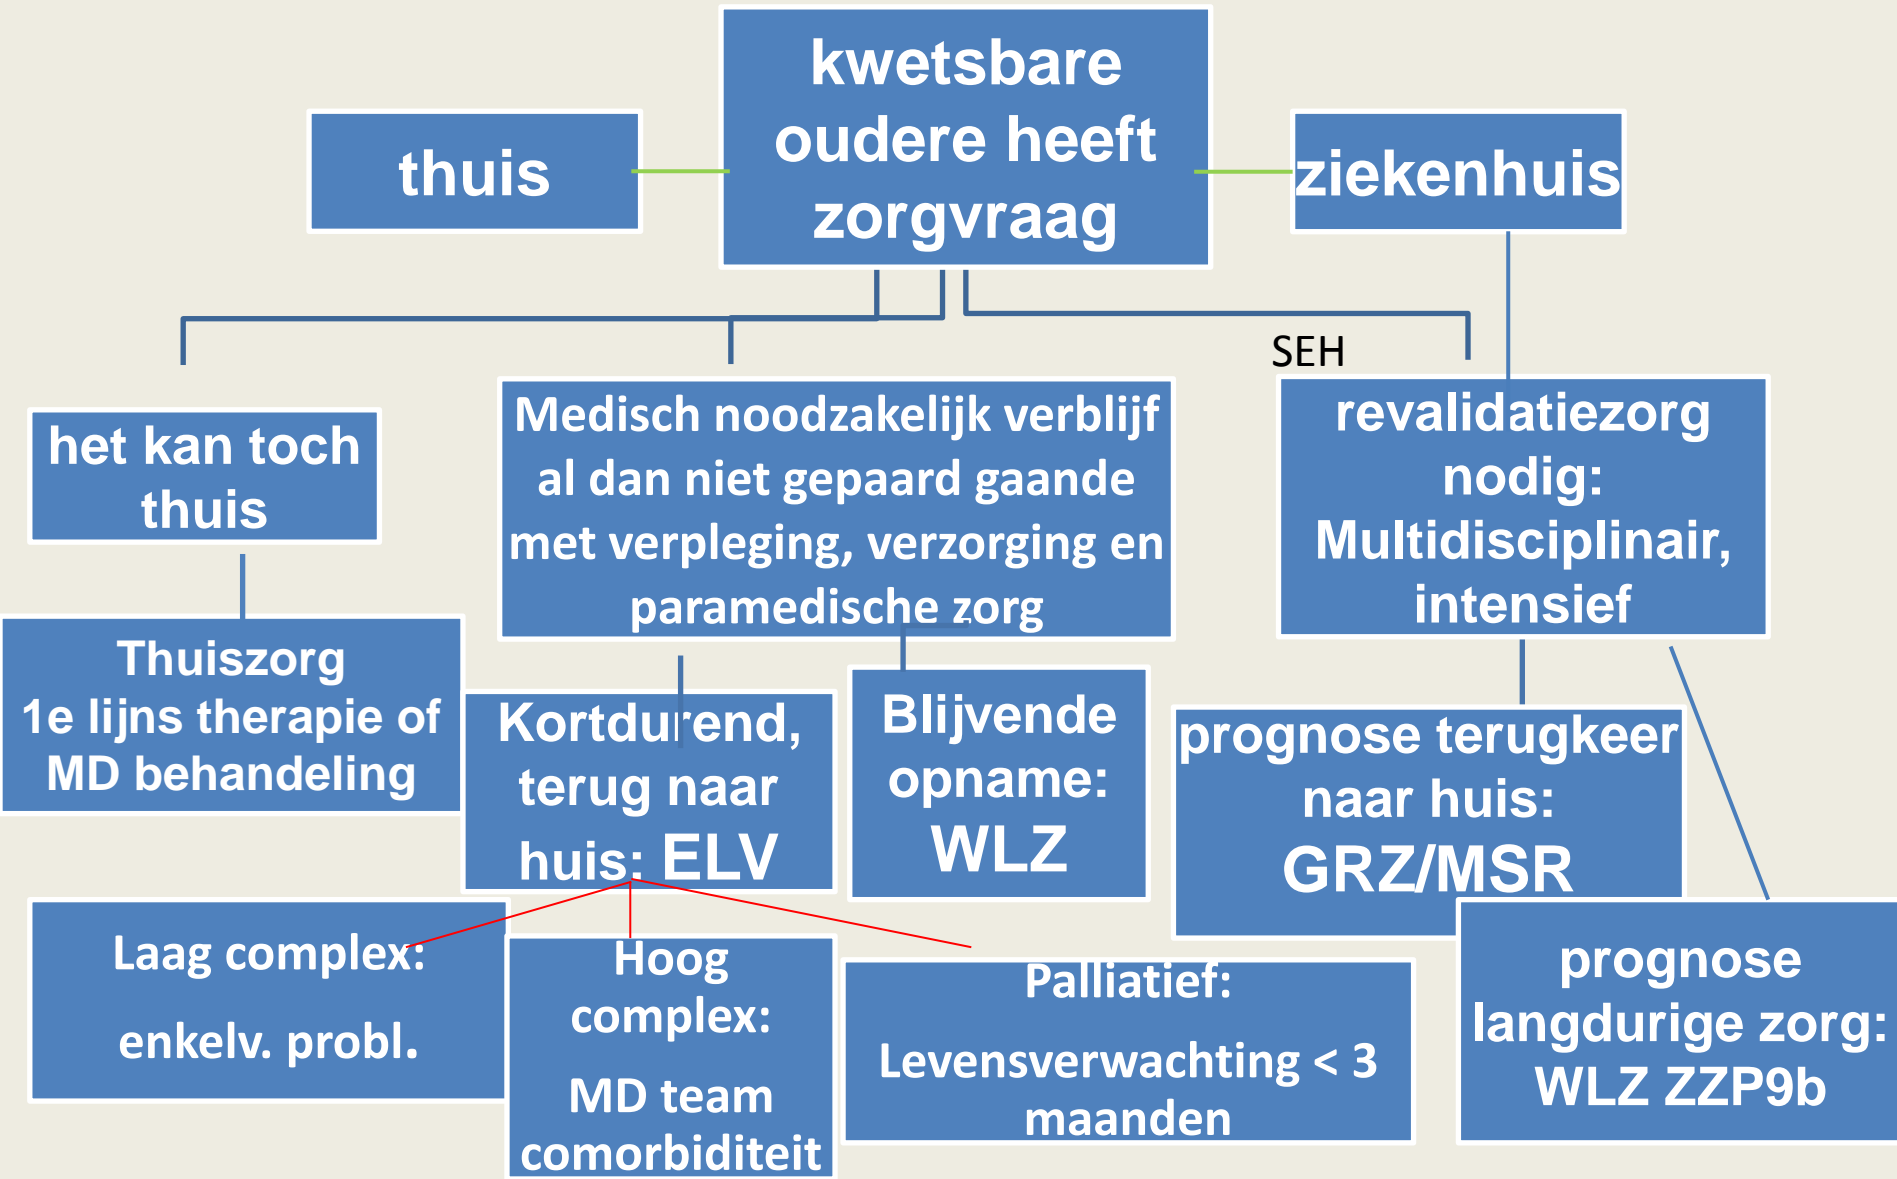 kwetsbare
oudere heeft
zorgvraag
thuis
ziekenhuis
SEH
het kan toch
thuis
Medisch noodzakelijk verblijf
al dan niet gepaard gaande
met verpleging, verzorging en
paramedische zorg
revalidatiezorg
nodig:
Multidisciplinair,
intensief
Thuiszorg
1e lijns therapie of
MD behandeling
Kortdurend,
terug naar
huis: ELV
Blijvende
opname:
WLZ
prognose terugkeer
naar huis:
GRZ/MSR
Laag complex:
enkelv. probl.
Hoog
complex:
MD team
comorbiditeit
Palliatief:
Levensverwachting < 3
maanden
prognose
langdurige zorg:
WLZ ZZP9b